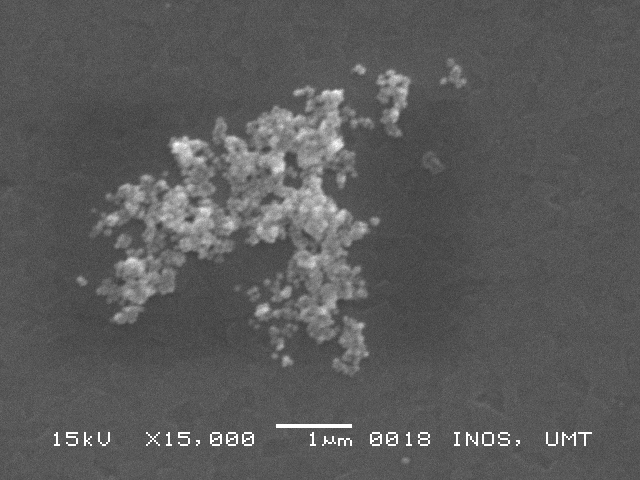 15kV X15,000 1μm 0018 INOS, UMT